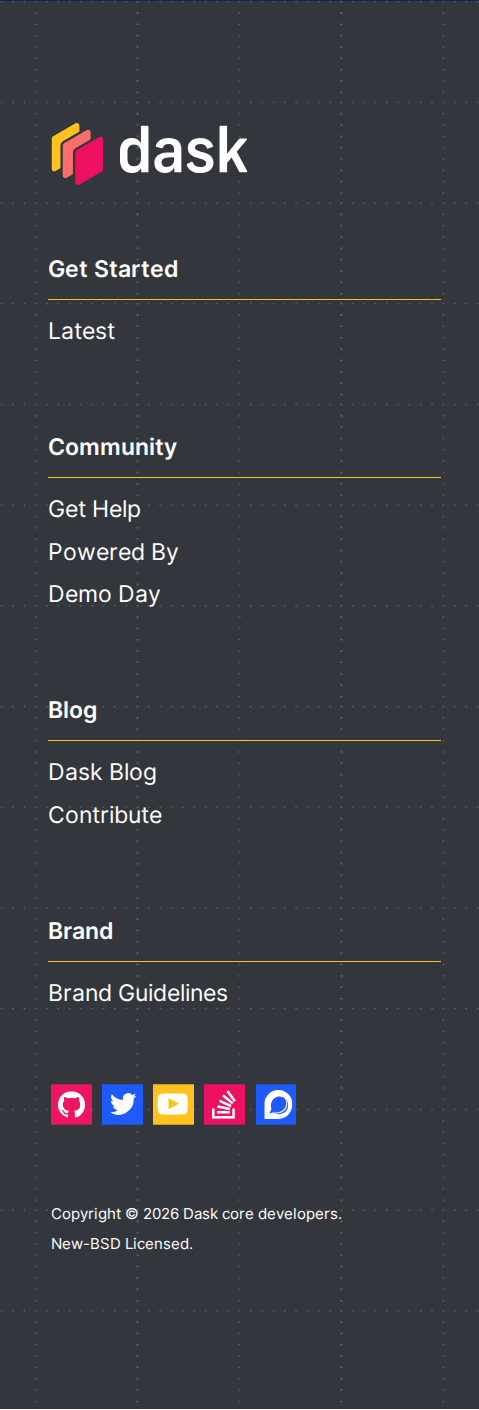 dask
Get Started
Latest
Community
Get Help
Powered By
Demo Day
Blog
Dask Blog
Contribute
Brand
Brand Guidelines
Copyright © 2026 Dask core developers.
New-BSD Licensed.